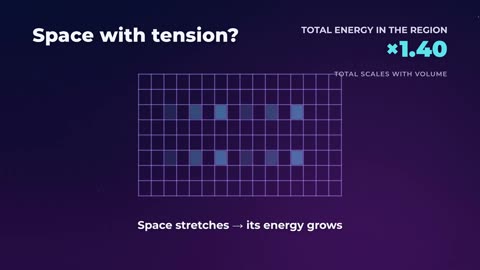 Space with tension?
TOTAL ENERGY IN THE REGION
×1.40
TOTAL SCALES WITH VOLUME
Space stretches → its energy grows